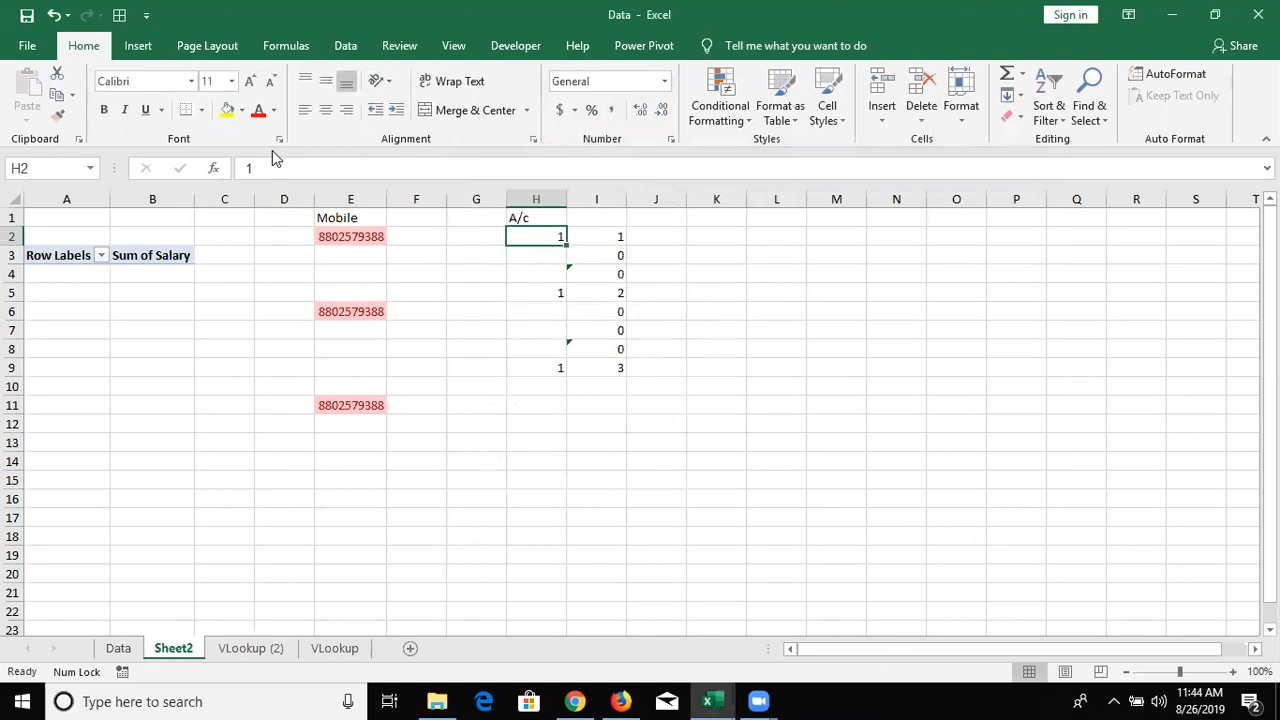 Data - Excel
Sign in
File Home Insert Page Layout Formulas Data Review View Developer Help Power Pivot Tell me what you want to do Share
Paste
Calibri 11
Wrap Text
General
Conditional Formatting
Format as Table
Cell Styles
Insert
Delete
Format
Sort & Filter
Find & Select
AutoFormat
B I U
Merge & Center
$ % ,
Keep Text Only
Clipboard Font Alignment Number Styles Cells Editing Auto Format
H2 fx 1
A B C D E F G H I J K L M N O P Q R S T
1 Mobile A/c
2 8802579388 1 1
3 Row Labels Sum of Salary 0
4 0
5 1 2
6 8802579388 0
7 0
8 0
9 1 3
10
11 8802579388
12
13
14
15
16
17
18
19
20
21
22
23
Data Sheet2 VLookup (2) VLookup
Ready Num Lock 100%
Type here to search
11:44 AM
8/26/2019
2